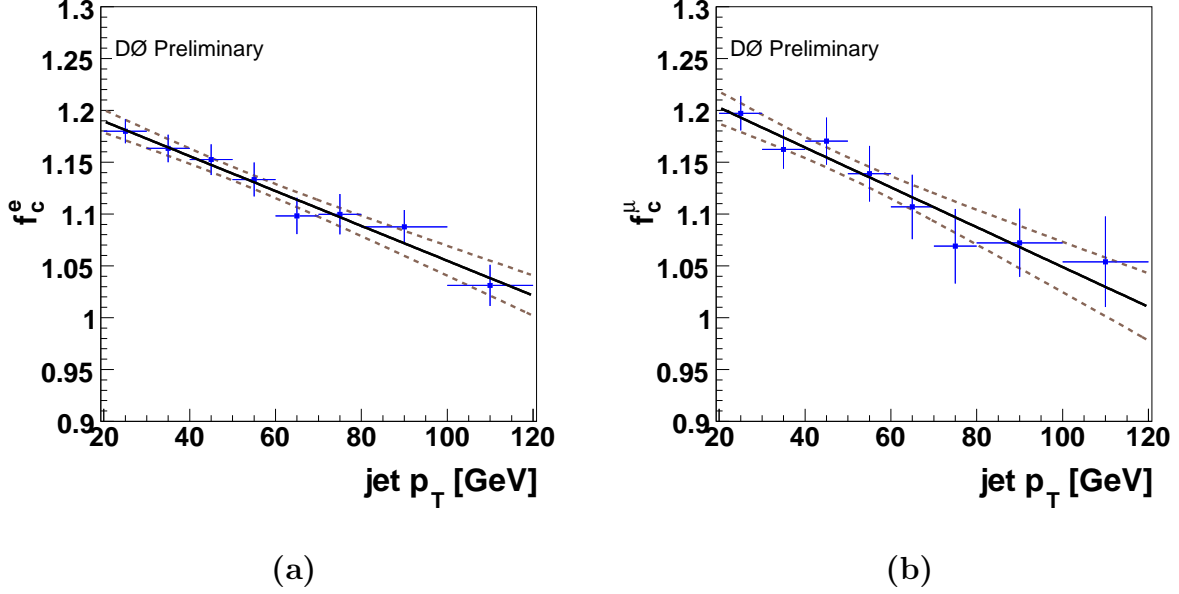 DØ Preliminary
f_c^e
1.3
1.25
1.2
1.15
1.1
1.05
1
0.95
0.9
20 40 60 80 100 120
jet p_T [GeV]
(a)
DØ Preliminary
f_c^μ
1.3
1.25
1.2
1.15
1.1
1.05
1
0.95
0.9
20 40 60 80 100 120
jet p_T [GeV]
(b)